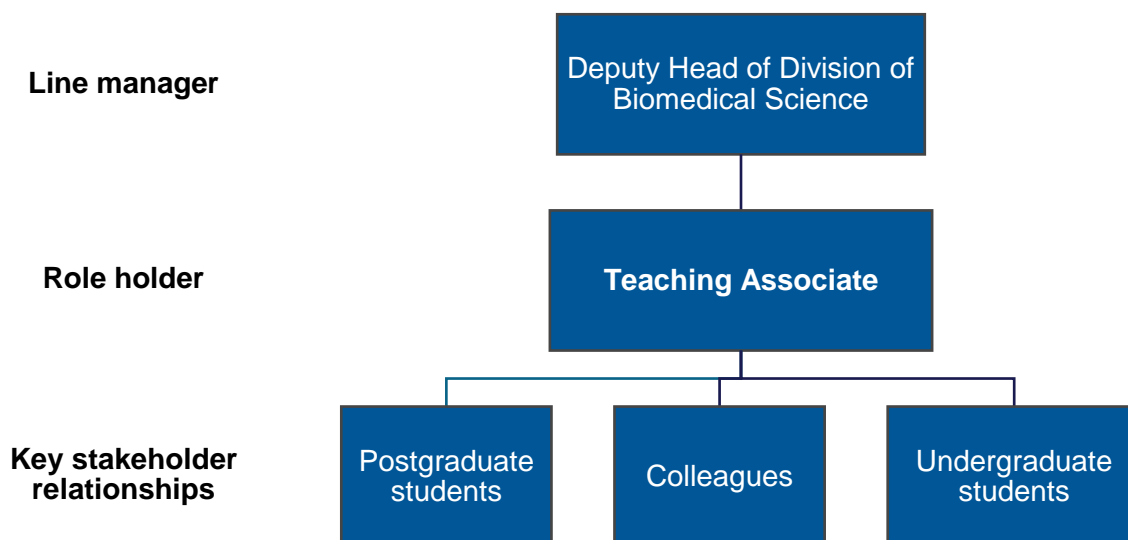 Line manager
Deputy Head of Division of
Biomedical Science
Role holder
Teaching Associate
Key stakeholder
relationships
Postgraduate
students
Colleagues
Undergraduate
students